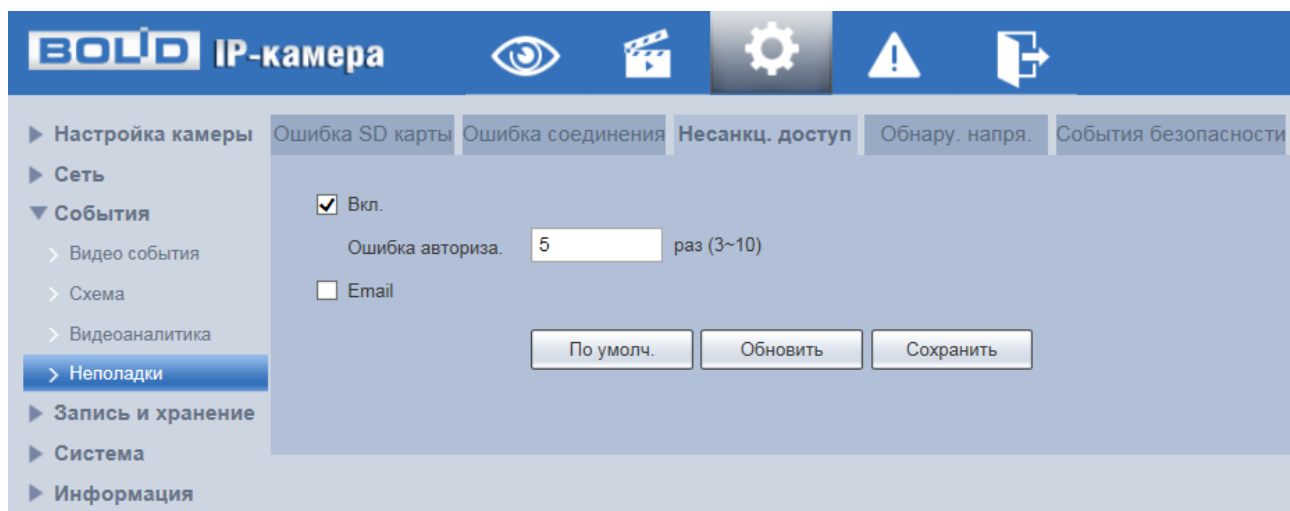 BOLID IP-камера
Настройка камеры
Сеть
События
Видео события
Схема
Видеоаналитика
Неполадки
Запись и хранение
Система
Информация
Ошибка SD карты Ошибка соединения Несанкц. доступ Обнару. напря. События безопасности
Вкл.
Ошибка авториза. 5 раз (3~10)
Email
По умолч. Обновить Сохранить